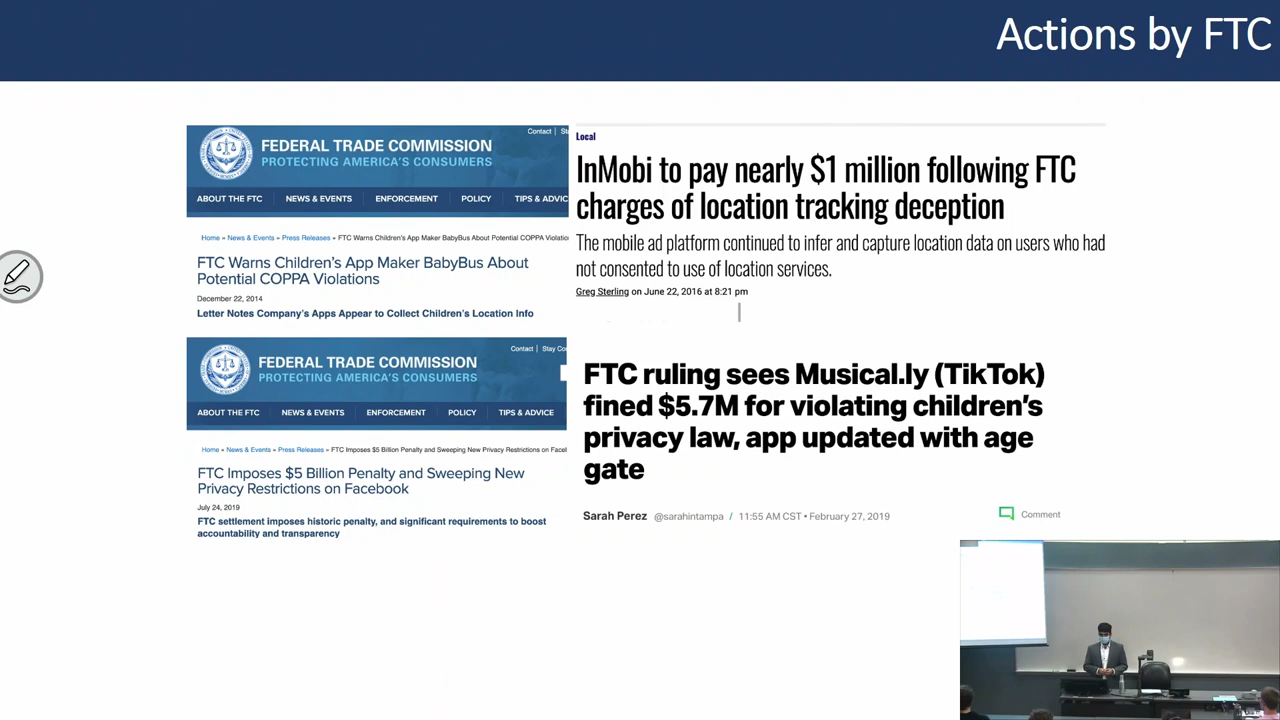 Actions by FTC
Contact
FEDERAL TRADE COMMISSION
PROTECTING AMERICA'S CONSUMERS
ABOUT THE FTC NEWS & EVENTS ENFORCEMENT POLICY TIPS &
Home » News & Events » Press Releases » FTC Warns Children's App Maker BabyBus About Potential COPPA
FTC Warns Children's App Maker BabyBus About
Potential COPPA Violations
December 22, 2014
Letter Notes Company's Apps Appear to Collect Children's Location Info
Local
InMobi to pay nearly $1 million following FTC
charges of location tracking deception
The mobile ad platform continued to infer and capture location data on users who had
not consented to use of location services.
Greg Sterling on June 22, 2016 at 8:21 pm
Contact Stay
FEDERAL TRADE COMMISSION
PROTECTING AMERICA'S CONSUMERS
ABOUT THE FTC NEWS & EVENTS ENFORCEMENT POLICY TIPS & ADVICE
Home » News & Events » Press Releases » FTC Imposes $5 Billion Penalty and Sweeping New Privacy Restrictions on
FTC Imposes $5 Billion Penalty and Sweeping New
Privacy Restrictions on Facebook
July 24, 2019
FTC settlement imposes historic penalty, and significant requirements to boost
accountability and transparency
FTC ruling sees Musical.ly (TikTok)
fined $5.7M for violating children's
privacy law, app updated with age
gate
Sarah Perez @sarahintampa / 11:55 AM CST • February 27, 2019
Comment